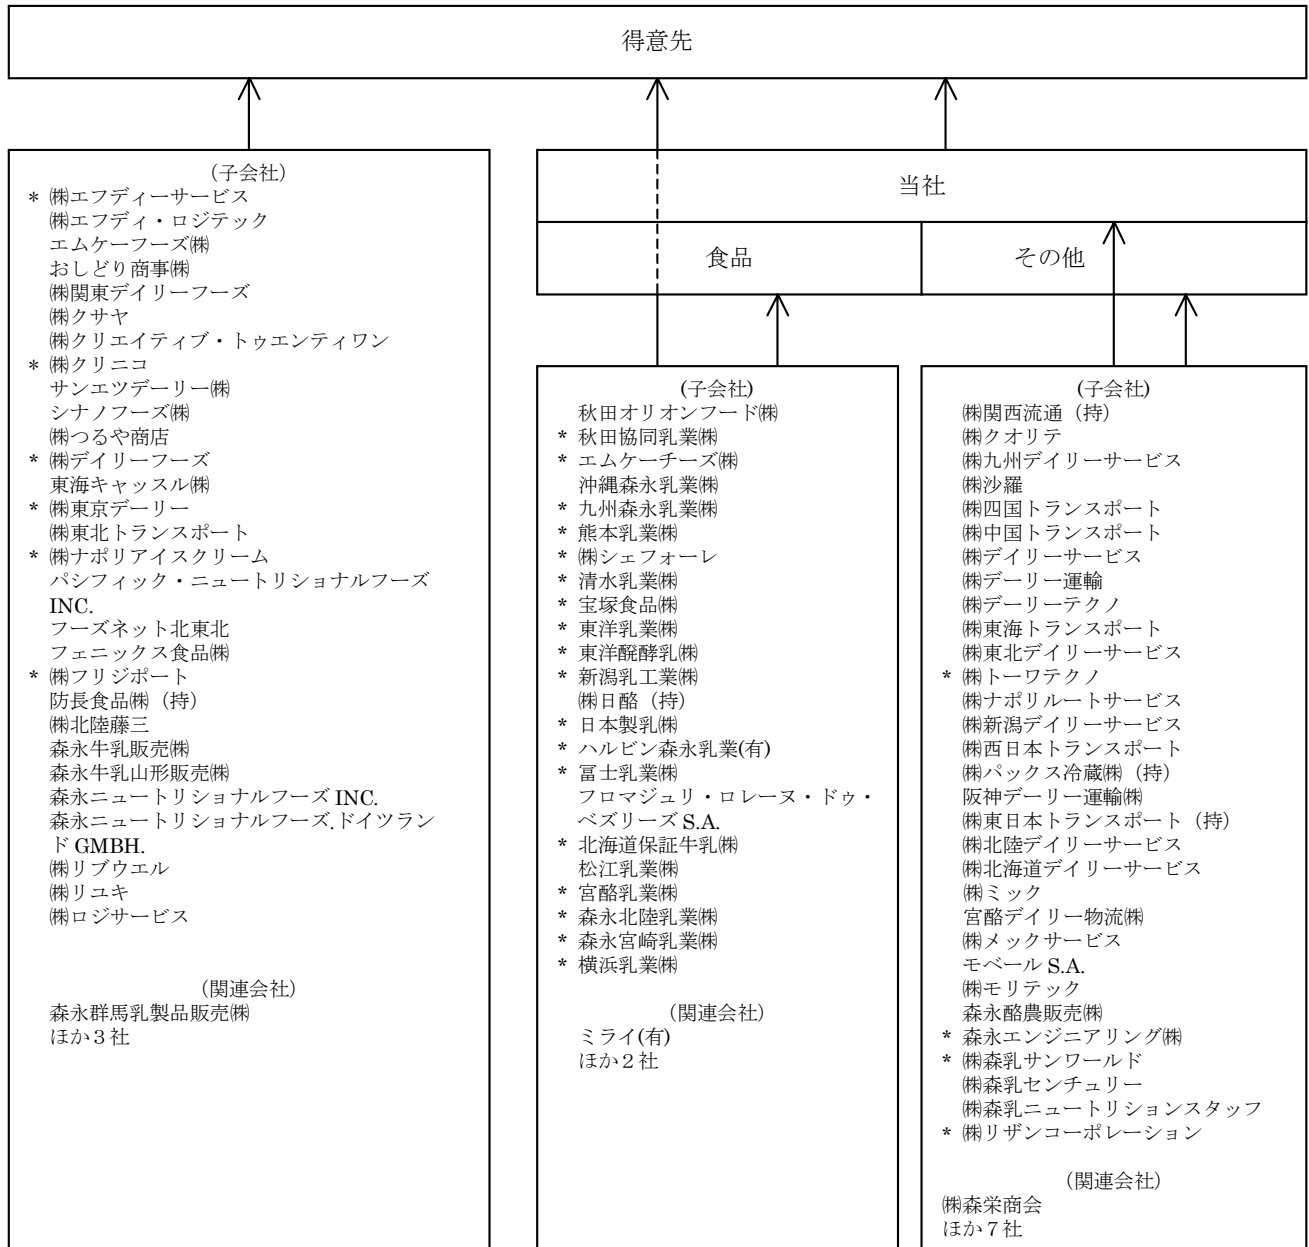 得意先
(子会社)
* ㈱エフディーサービス
㈱エフディ・ロジテック
エムケーフーズ㈱
おしどり商事㈱
㈱関東デイリーフーズ
㈱クサヤ
㈱クリエイティブ・トゥエンティワン
* ㈱クリニコ
サンエツデーリー㈱
シナノフーズ㈱
㈱つるや商店
* ㈱デイリーフーズ
東海キャッスル㈱
* ㈱東京デーリー
㈱東北トランスポート
* ㈱ナポリアイスクリーム
パシフィック・ニュートリショナルフーズ
INC.
フーズネット北東北
フェニックス食品㈱
* ㈱フリジポート
防長食品㈱（持）
㈱北陸藤三
森永牛乳販売㈱
森永牛乳山形販売㈱
森永ニュートリショナルフーズ INC.
森永ニュートリショナルフーズ.ドイツラン
ド GMBH.
㈱リブウエル
㈱リユキ
㈱ロジサービス
（関連会社）
森永群馬乳製品販売㈱
ほか３社
当社
食品
その他
(子会社)
秋田オリオンフード㈱
* 秋田協同乳業㈱
* エムケーチーズ㈱
沖縄森永乳業㈱
* 九州森永乳業㈱
* 熊本乳業㈱
* ㈱シェフォーレ
* 清水乳業㈱
* 宝塚食品㈱
* 東洋乳業㈱
* 東洋醗酵乳㈱
* 新潟乳工業㈱
㈱日酪（持）
* 日本製乳㈱
* ハルビン森永乳業(有)
* 冨士乳業㈱
フロマジュリ・ロレーヌ・ドゥ・
ベズリーズ S.A.
* 北海道保証牛乳㈱
松江乳業㈱
* 宮酪乳業㈱
* 森永北陸乳業㈱
* 森永宮崎乳業㈱
* 横浜乳業㈱
（関連会社）
ミライ(有)
ほか２社
(子会社)
㈱関西流通（持）
㈱クオリテ
㈱九州デイリーサービス
㈱沙羅
㈱四国トランスポート
㈱中国トランスポート
㈱デイリーサービス
㈱デーリー運輸
㈱デーリーテクノ
㈱東海トランスポート
㈱東北デイリーサービス
* ㈱トーワテクノ
㈱ナポリルートサービス
㈱新潟デイリーサービス
㈱西日本トランスポート
㈱パックス冷蔵㈱（持）
阪神デーリー運輸㈱
㈱東日本トランスポート（持）
㈱北陸デイリーサービス
㈱北海道デイリーサービス
㈱ミック
宮酪デイリー物流㈱
㈱メックサービス
モベール S.A.
㈱モリテック
森永酪農販売㈱
* 森永エンジニアリング㈱
* ㈱森乳サンワールド
㈱森乳センチュリー
㈱森乳ニュートリションスタッフ
* ㈱リザンコーポレーション
（関連会社）
㈱森栄商会
ほか７社